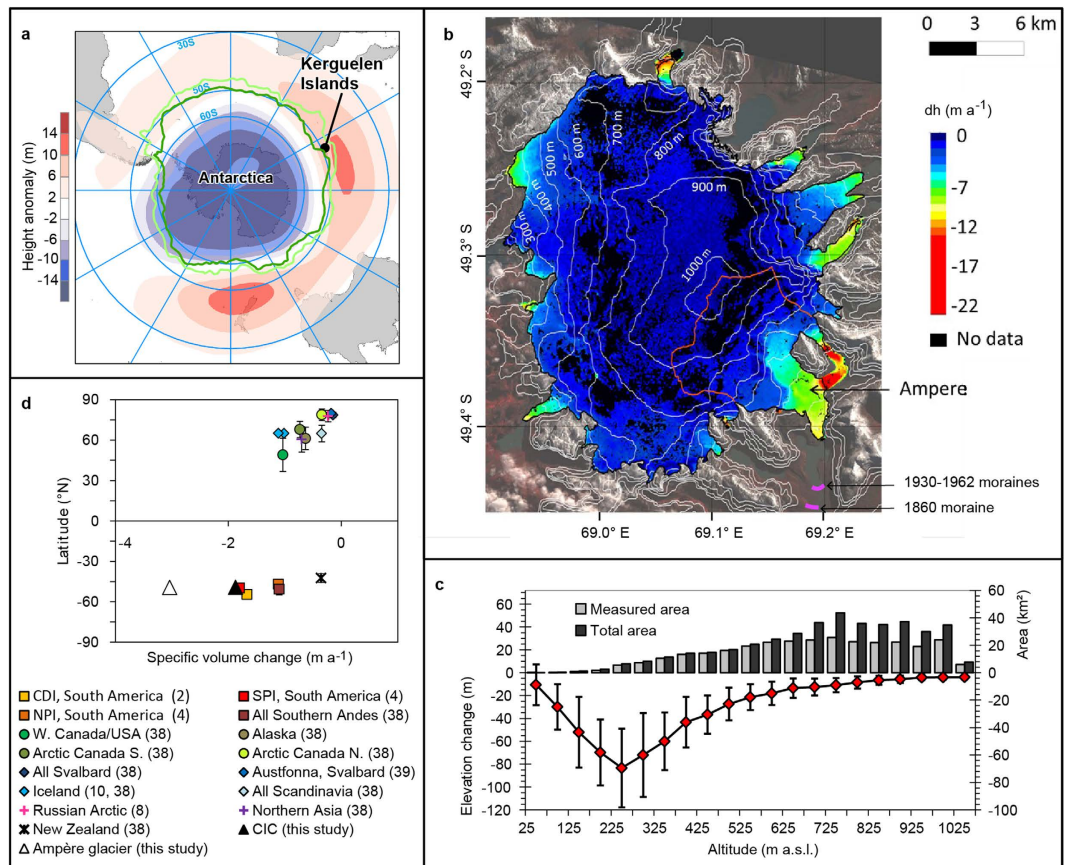 a
30S
Kerguelen
Islands
50S
60S
Antarctica
Height anomaly (m)
14
10
6
2
-2
-6
-10
-14
b
0 3 6 km
49.2° S
49.3° S
49.4° S
69.0° E
69.1° E
69.2° E
300 m
400 m
500 m
600 m
700 m
800 m
900 m
1000 m
dh (m a⁻¹)
0
-2
-7
-12
-17
-22
No data
Ampere
1930-1962 moraines
1860 moraine
d
Latitude (°N)
90
60
30
0
-30
-60
-90
-4 -2 0
Specific volume change (m a-1)
CDI, South America (2)
SPI, South America (4)
NPI, South America (4)
All Southern Andes (38)
W. Canada/USA (38)
Alaska (38)
Arctic Canada S. (38)
Arctic Canada N. (38)
All Svalbard (38)
Austfonna, Svalbard (39)
Iceland (10, 38)
All Scandinavia (38)
Russian Arctic (8)
Northern Asia (38)
New Zealand (38)
CIC (this study)
Ampère glacier (this study)
c
Measured area
Total area
Elevation change (m)
0
-20
-40
-60
-80
-100
-120
Area (km²)
60
40
20
0
-20
-40
-60
-80
-100
25 125 225 325 425 525 625 725 825 925 1025
Altitude (m a.s.l.)